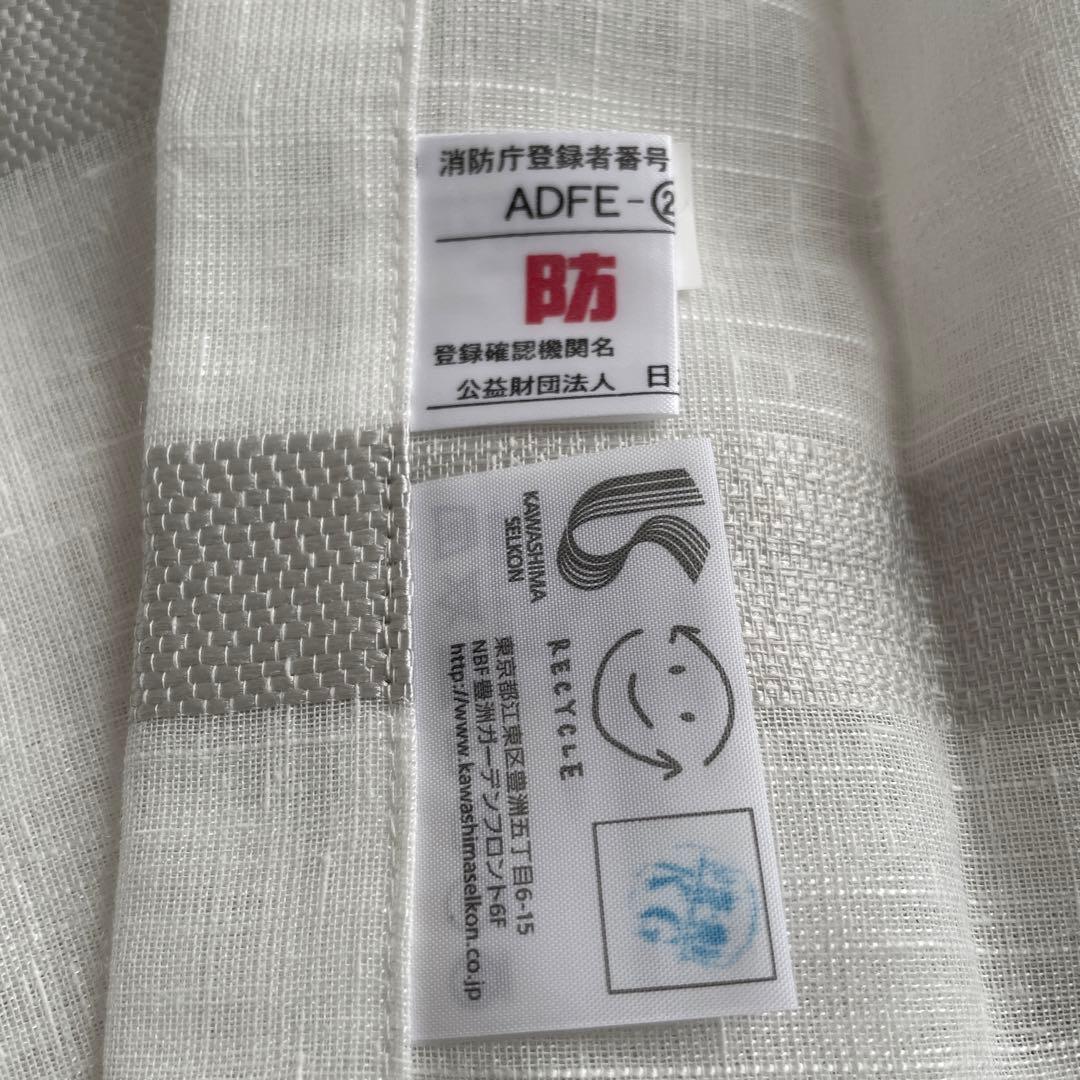 消防庁登録者番号
ADFE-②
防
登録確認機関名
公益財団法人 日
KAWASHIMA
SELKON
RECYCLE
東京都江東区豊洲五丁目6-15
NBF豊洲ガーデンフロント6F
http://www.kawashimaselkon.co.jp